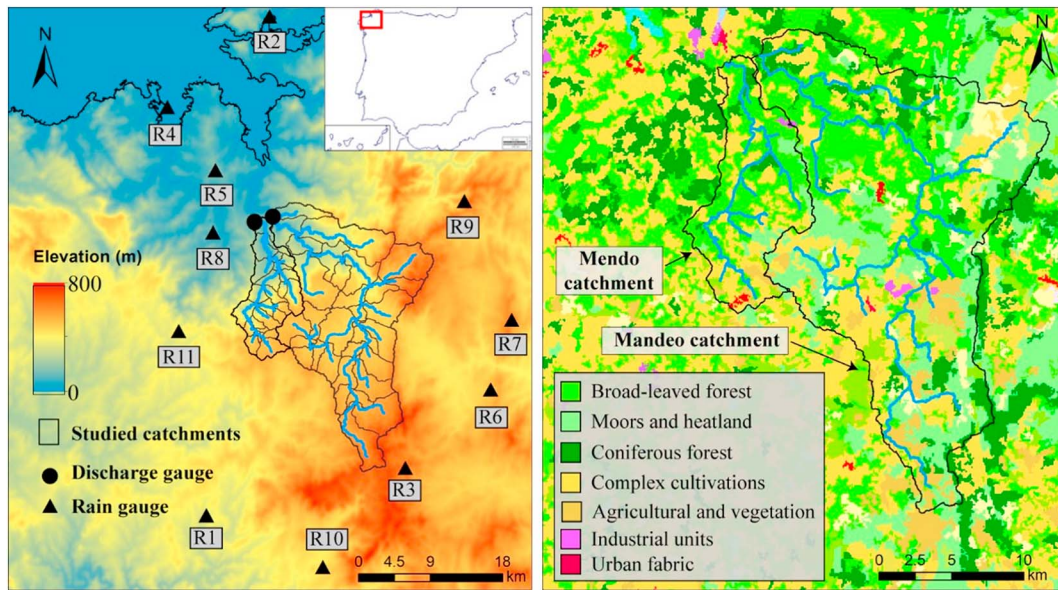 N
R2
R4
R5
R9
R8
Elevation (m)
800
0
R11
R7
R6
Studied catchments
Discharge gauge
Rain gauge
R3
R1
R10
0 4.5 9 18
km
N
Mendo
catchment
Mandeo catchment
Broad-leaved forest
Moors and heatland
Coniferous forest
Complex cultivations
Agricultural and vegetation
Industrial units
Urban fabric
0 2.5 5 10
km